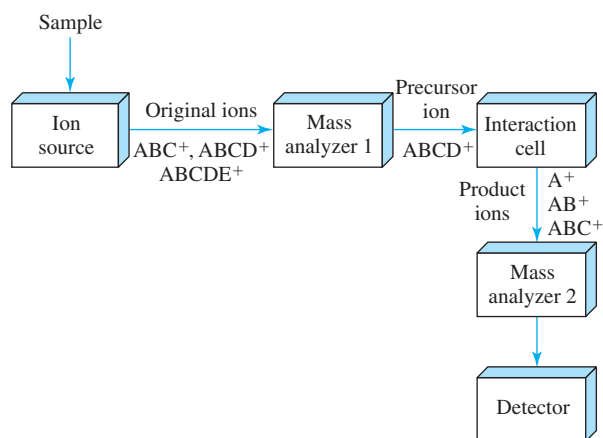 Sample
Ion
source
Original ions
ABC⁺, ABCD⁺
ABCDE⁺
Mass
analyzer 1
Precursor
ion
ABCD⁺
Interaction
cell
Product
ions
A⁺
AB⁺
ABC⁺
Mass
analyzer 2
Detector